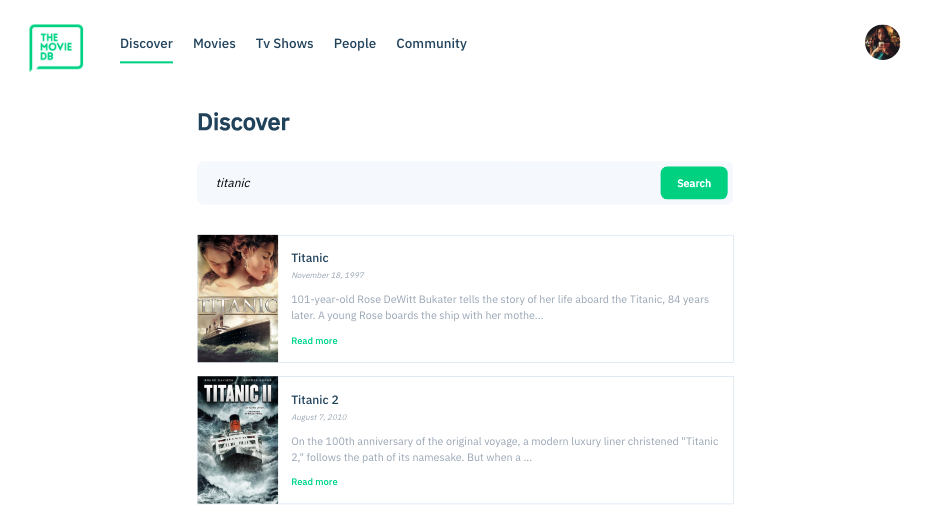 THE
MOVIE
DB
Discover Movies Tv Shows People Community
Discover
titanic Search
TITANIC
Titanic
November 18, 1997
101-year-old Rose DeWitt Bukater tells the story of her life aboard the Titanic, 84 years
later. A young Rose boards the ship with her mothe...
Read more
TITANIC II
Titanic 2
August 7, 2010
On the 100th anniversary of the original voyage, a modern luxury liner christened "Titanic
2," follows the path of its namesake. But when a ...
Read more